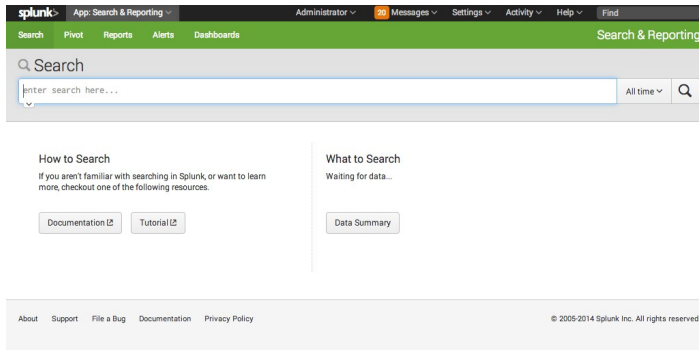 splunk> App: Search & Reporting Administrator 20 Messages Settings Activity Help Find
Search Pivot Reports Alerts Dashboards Search & Reporting
Search
enter search here... All time
How to Search
If you aren't familiar with searching in Splunk, or want to learn
more, checkout one of the following resources.
Documentation Tutorial
What to Search
Waiting for data...
Data Summary
About Support File a Bug Documentation Privacy Policy © 2005-2014 Splunk Inc. All rights reserved